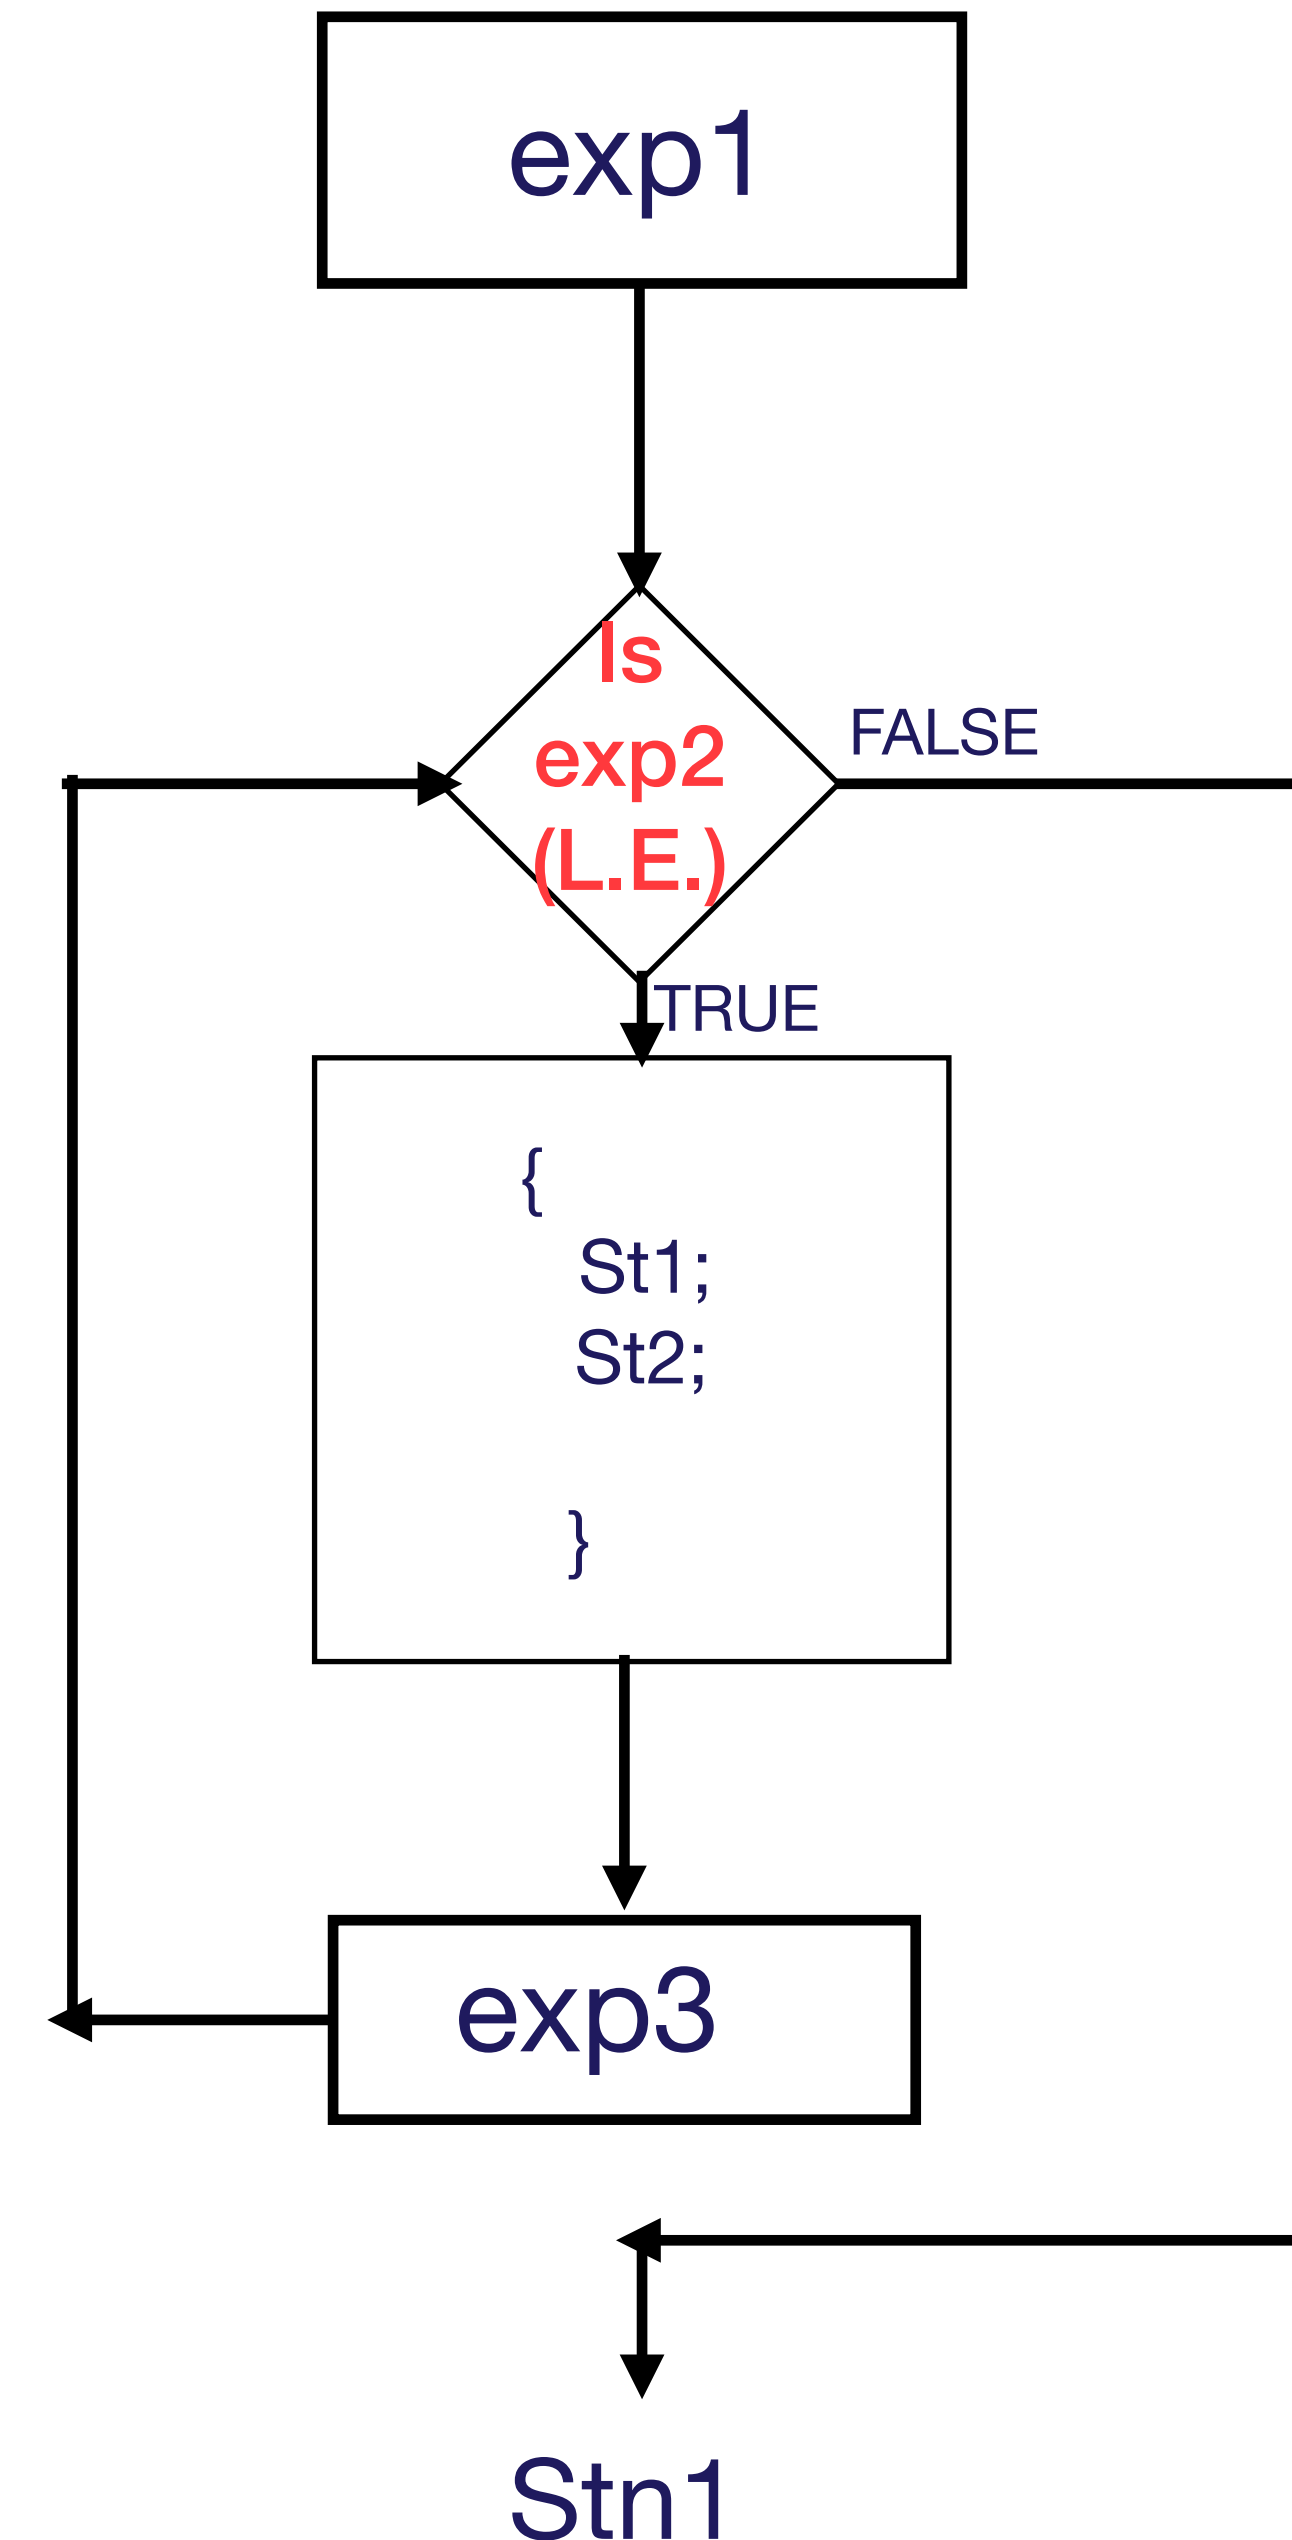 exp1
Is
exp2
(L.E.)
FALSE
TRUE
{
St1;
St2;
}
exp3
Stn1